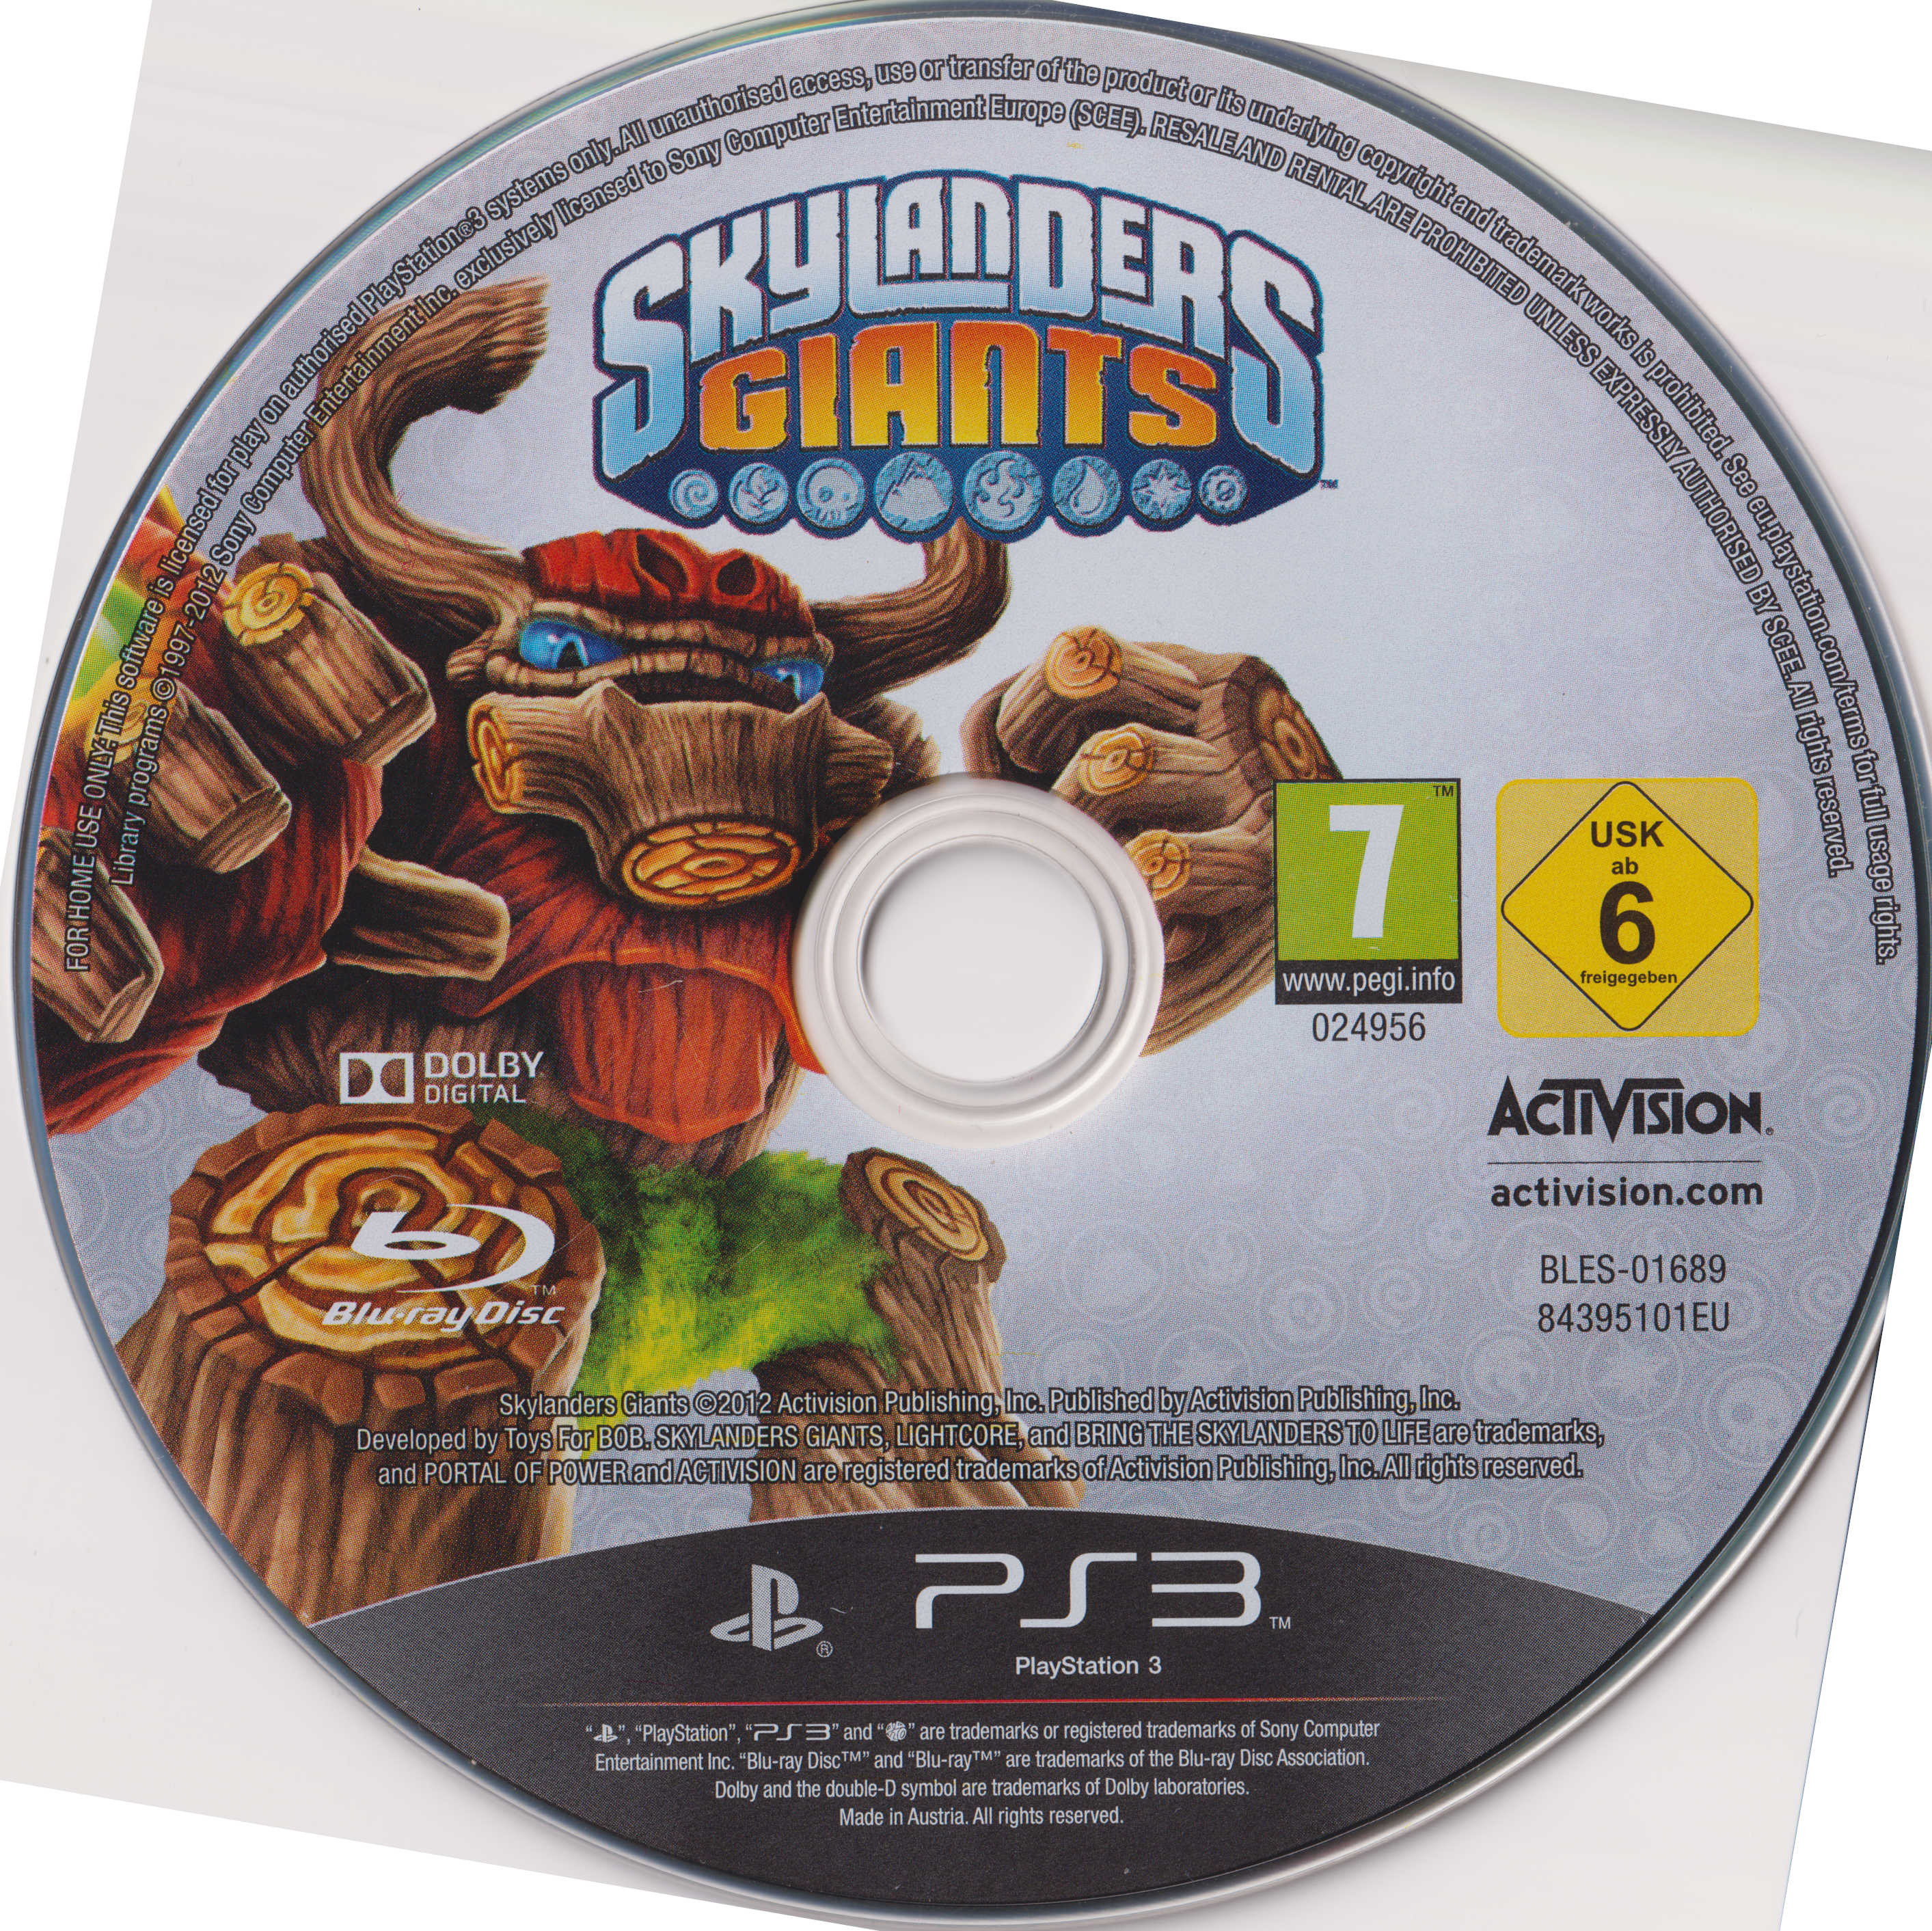 FOR HOME USE ONLY. This software is licensed for play on authorised PlayStation®3 systems only. All unauthorised access, use or transfer of the product or its underlying copyright and trademark works is prohibited. See eu.playstation.com/terms for full usage rights.
Library programs ©1997-2012 Sony Computer Entertainment Inc. exclusively licensed to Sony Computer Entertainment Europe (SCEE). RESALE AND RENTAL ARE PROHIBITED UNLESS EXPRESSLY AUTHORISED BY SCEE. All rights reserved.
SKYLANDERS
GIANTS
™
7
™
www.pegi.info
024956
USK
ab
6
freigegeben
DOLBY
DIGITAL
ACTIVISION®
activision.com
Blu-ray Disc™
BLES-01689
84395101EU
Skylanders Giants ©2012 Activision Publishing, Inc. Published by Activision Publishing, Inc.
Developed by Toys For BOB. SKYLANDERS GIANTS, LIGHTCORE, and BRING THE SKYLANDERS TO LIFE are trademarks,
and PORTAL OF POWER and ACTIVISION are registered trademarks of Activision Publishing, Inc. All rights reserved.
® PS3™
PlayStation 3
“ ”, “PlayStation”, “PS3” and “ ” are trademarks or registered trademarks of Sony Computer
Entertainment Inc. “Blu-ray Disc™” and “Blu-ray™” are trademarks of the Blu-ray Disc Association.
Dolby and the double-D symbol are trademarks of Dolby laboratories.
Made in Austria. All rights reserved.